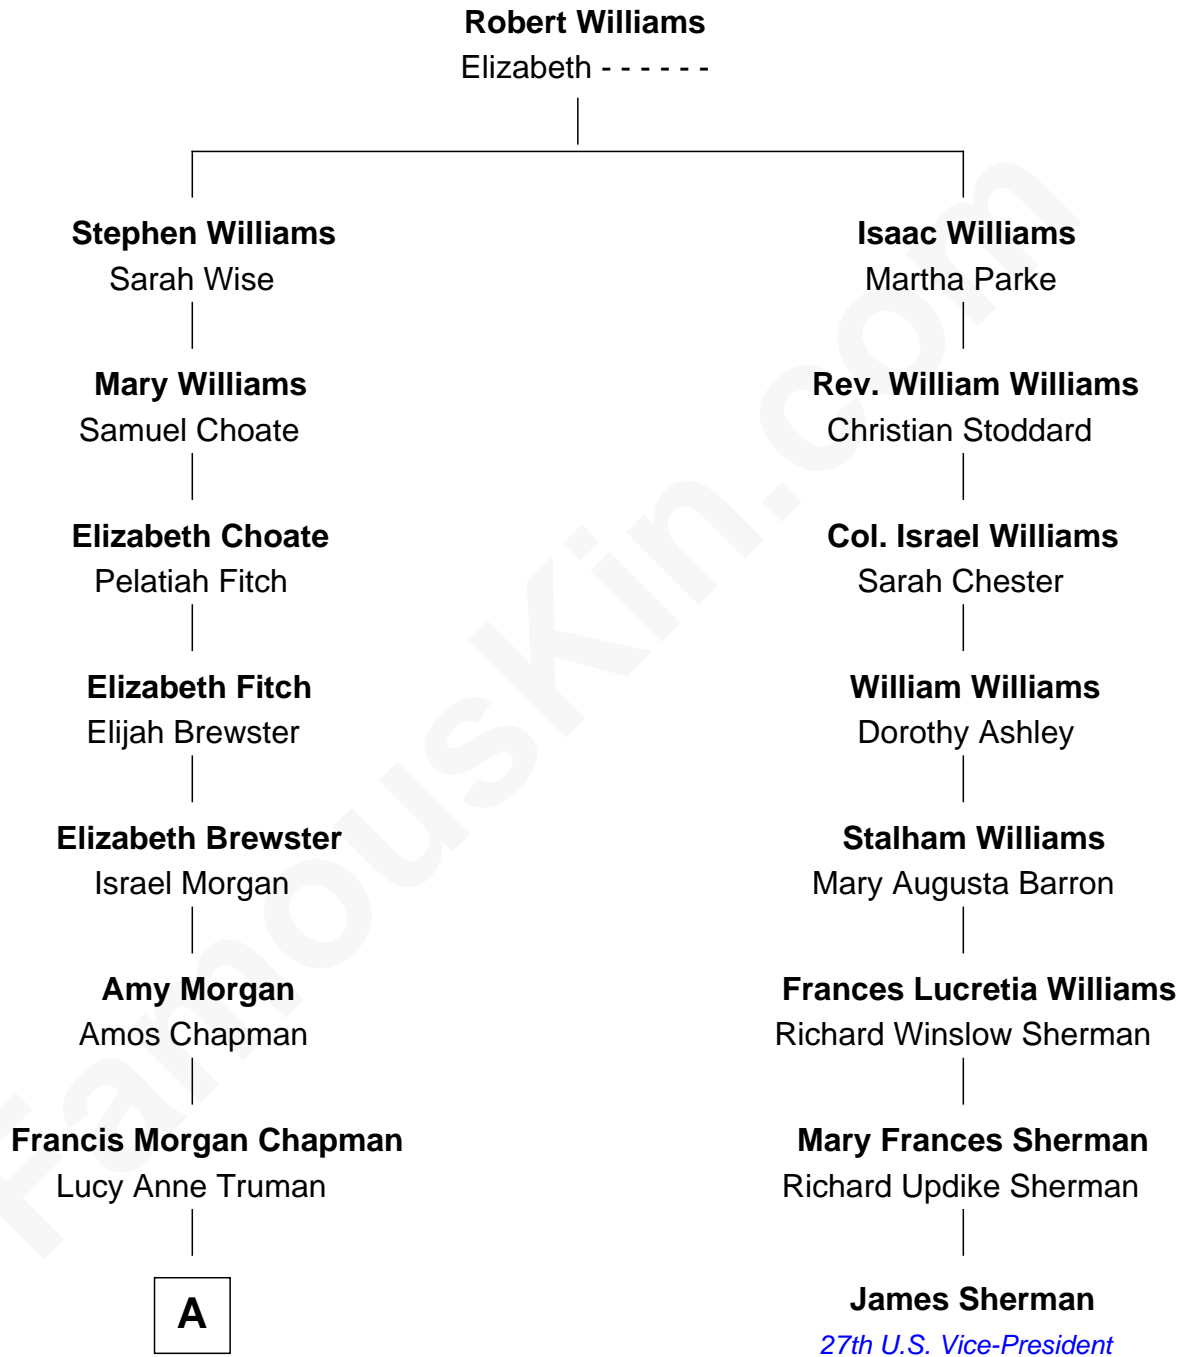 Robert Williams
Elizabeth - - - - - -
Stephen Williams
Sarah Wise
Isaac Williams
Martha Parke
Mary Williams
Samuel Choate
Rev. William Williams
Christian Stoddard
Elizabeth Choate
Pelatiah Fitch
Col. Israel Williams
Sarah Chester
Elizabeth Fitch
Elijah Brewster
William Williams
Dorothy Ashley
Elizabeth Brewster
Israel Morgan
Stalham Williams
Mary Augusta Barron
Amy Morgan
Amos Chapman
Frances Lucretia Williams
Richard Winslow Sherman
Francis Morgan Chapman
Lucy Anne Truman
Mary Frances Sherman
Richard Updike Sherman
A
James Sherman
27th U.S. Vice-President
FamousKin.com